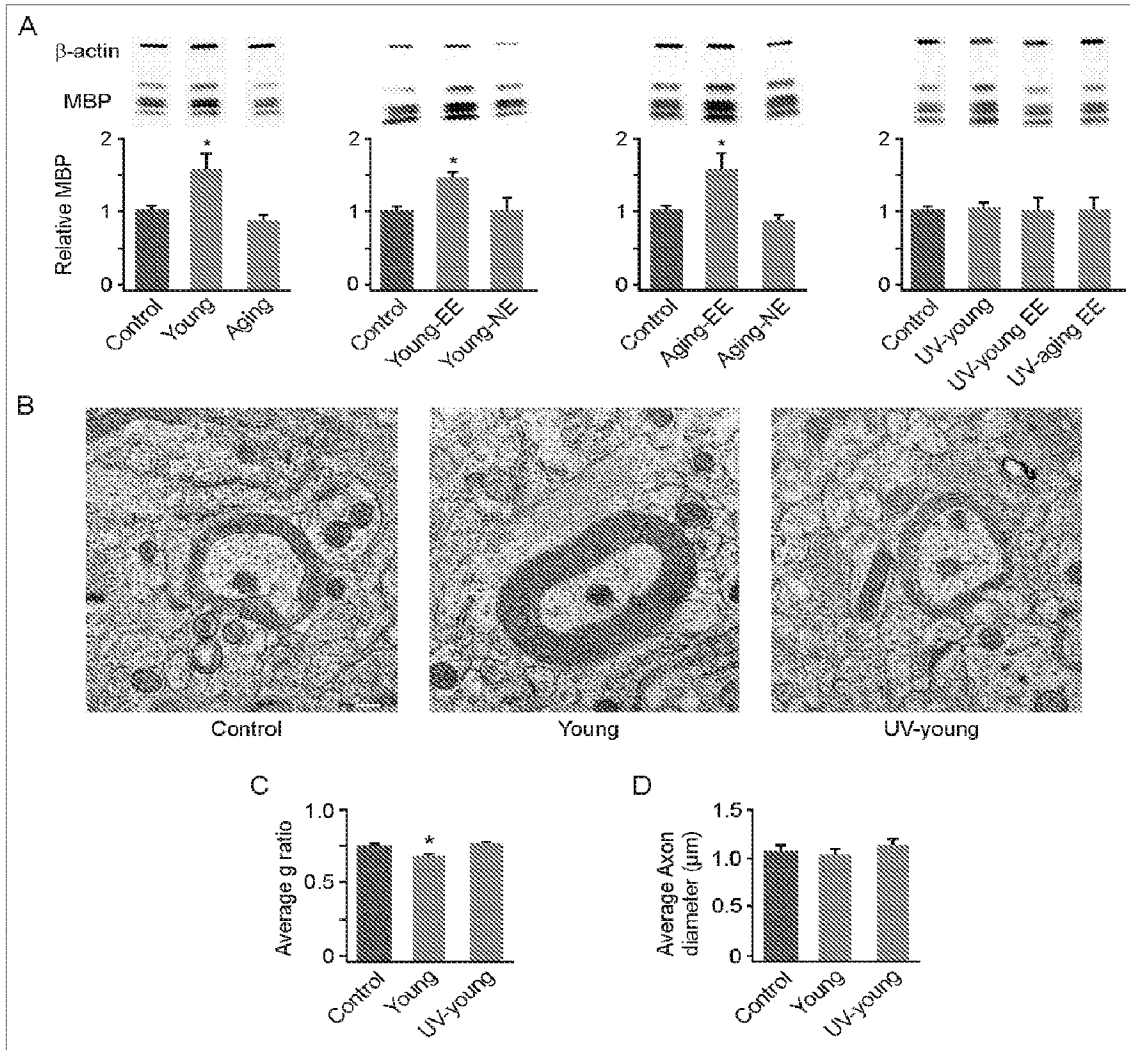 A
β-actin
MBP
Relative MBP
2
1
0
Control
Young
*
Aging
2
1
0
Control
Young-EE
*
Young-NE
2
1
0
Control
Aging-EE
*
Aging-NE
2
1
0
Control
UV-young
UV-young EE
UV-aging EE
B
Control
Young
UV-young
C
Average g ratio
1.0
0.5
0
Control
Young
*
UV-young
D
Average Axon
diameter (µm)
1.5
1.0
0.5
0
Control
Young
UV-young